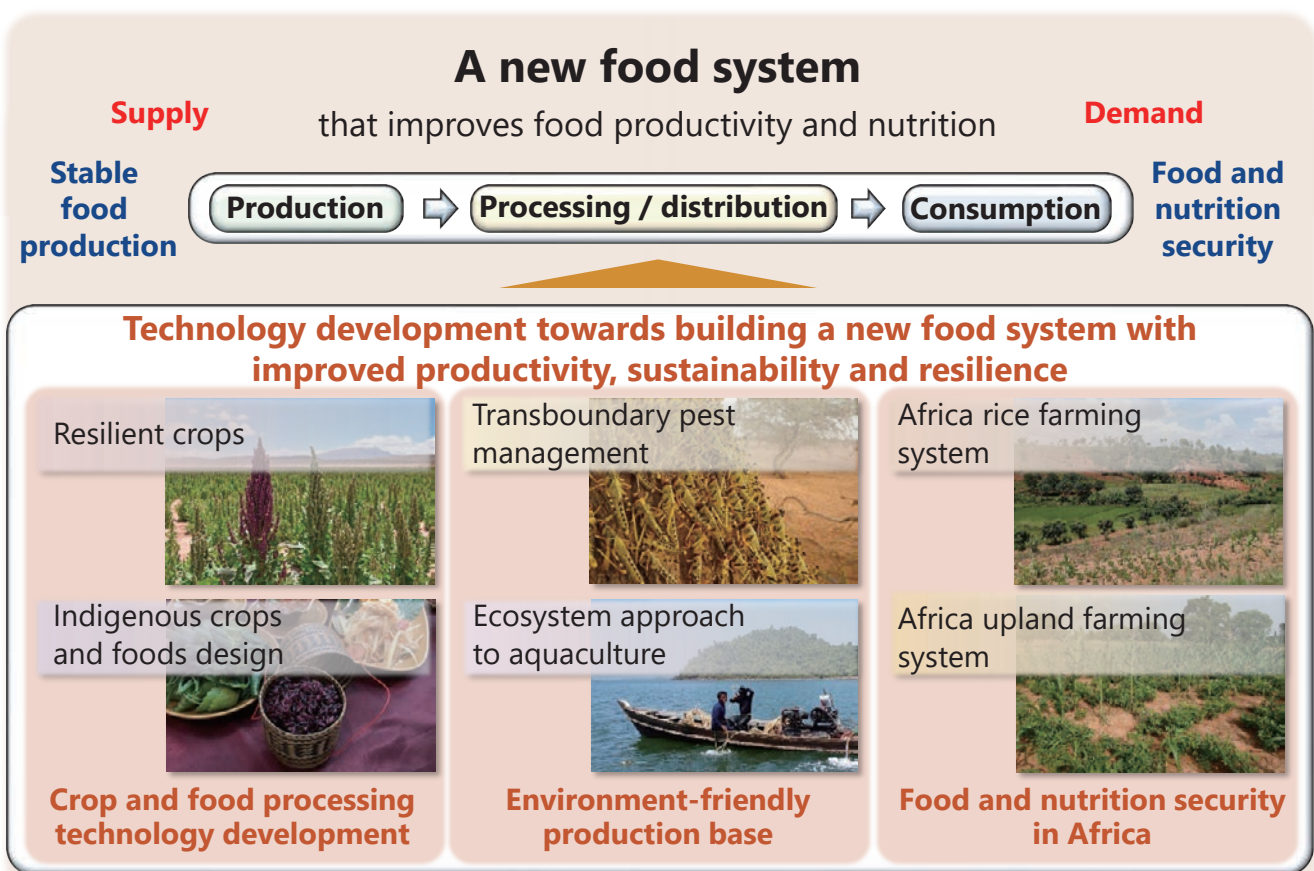 A new food system
that improves food productivity and nutrition
Supply
Demand
Stable
food
production
Production
Processing / distribution
Consumption
Food and
nutrition
security
Technology development towards building a new food system with
improved productivity, sustainability and resilience
Resilient crops
Indigenous crops
and foods design
Crop and food processing
technology development
Transboundary pest
management
Ecosystem approach
to aquaculture
Environment-friendly
production base
Africa rice farming
system
Africa upland farming
system
Food and nutrition security
in Africa